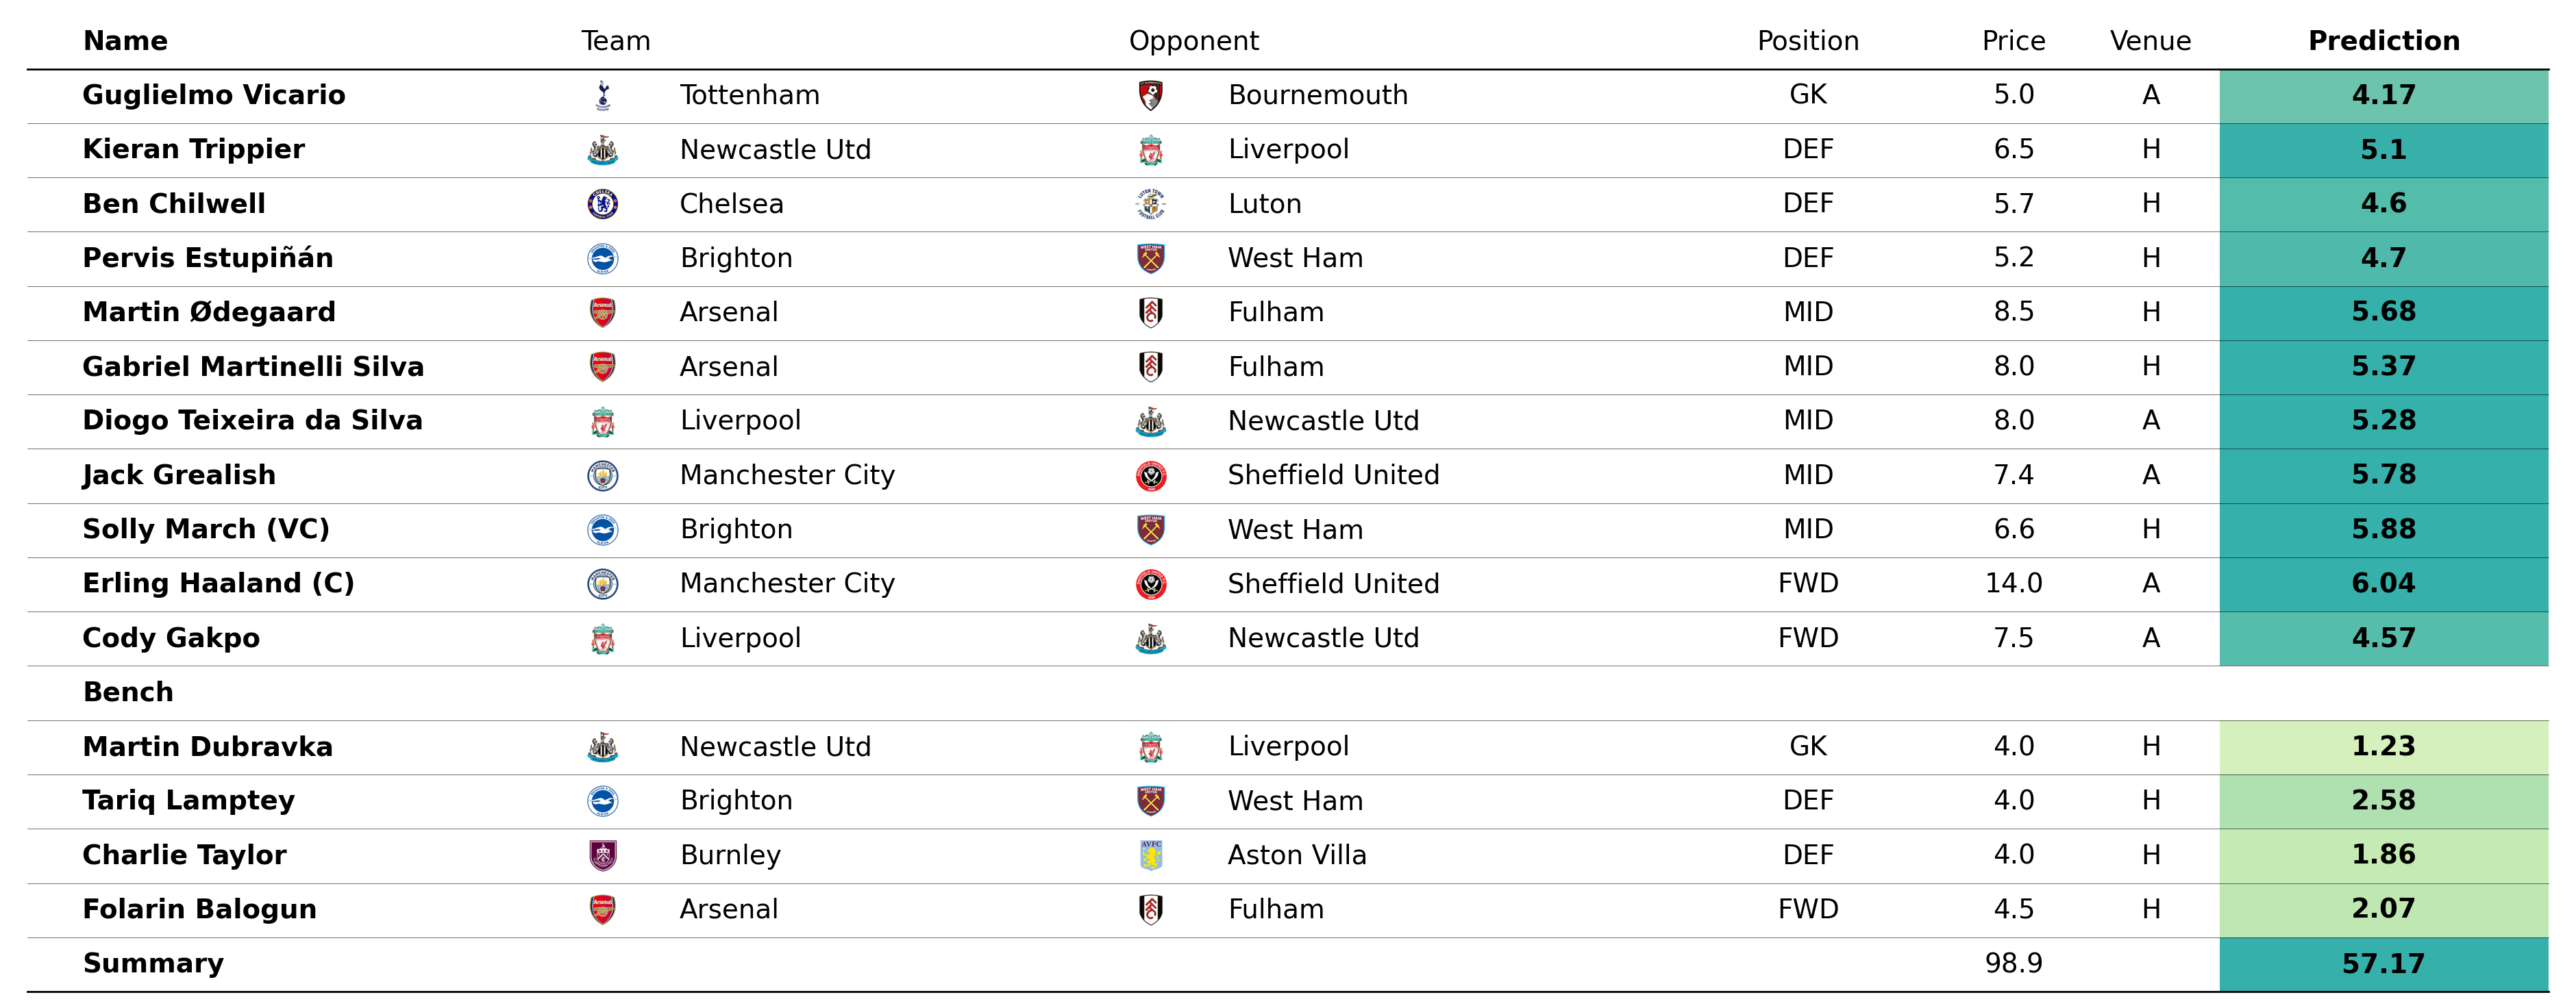 Name Team Opponent Position Price Venue Prediction
Guglielmo Vicario Tottenham Bournemouth GK 5.0 A 4.17
Kieran Trippier Newcastle Utd Liverpool DEF 6.5 H 5.1
Ben Chilwell Chelsea Luton DEF 5.7 H 4.6
Pervis Estupiñán Brighton West Ham DEF 5.2 H 4.7
Martin Ødegaard Arsenal Fulham MID 8.5 H 5.68
Gabriel Martinelli Silva Arsenal Fulham MID 8.0 H 5.37
Diogo Teixeira da Silva Liverpool Newcastle Utd MID 8.0 A 5.28
Jack Grealish Manchester City Sheffield United MID 7.4 A 5.78
Solly March (VC) Brighton West Ham MID 6.6 H 5.88
Erling Haaland (C) Manchester City Sheffield United FWD 14.0 A 6.04
Cody Gakpo Liverpool Newcastle Utd FWD 7.5 A 4.57
Bench
Martin Dubravka Newcastle Utd Liverpool GK 4.0 H 1.23
Tariq Lamptey Brighton West Ham DEF 4.0 H 2.58
Charlie Taylor Burnley Aston Villa DEF 4.0 H 1.86
Folarin Balogun Arsenal Fulham FWD 4.5 H 2.07
Summary 98.9 57.17